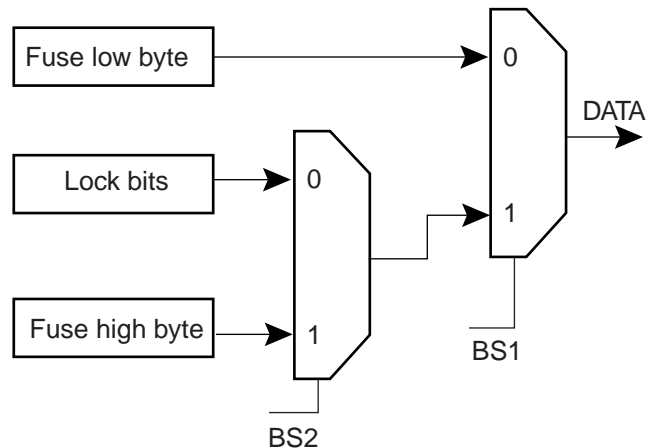 Fuse low byte
0
DATA
Lock bits
0
1
Fuse high byte
1
BS1
BS2